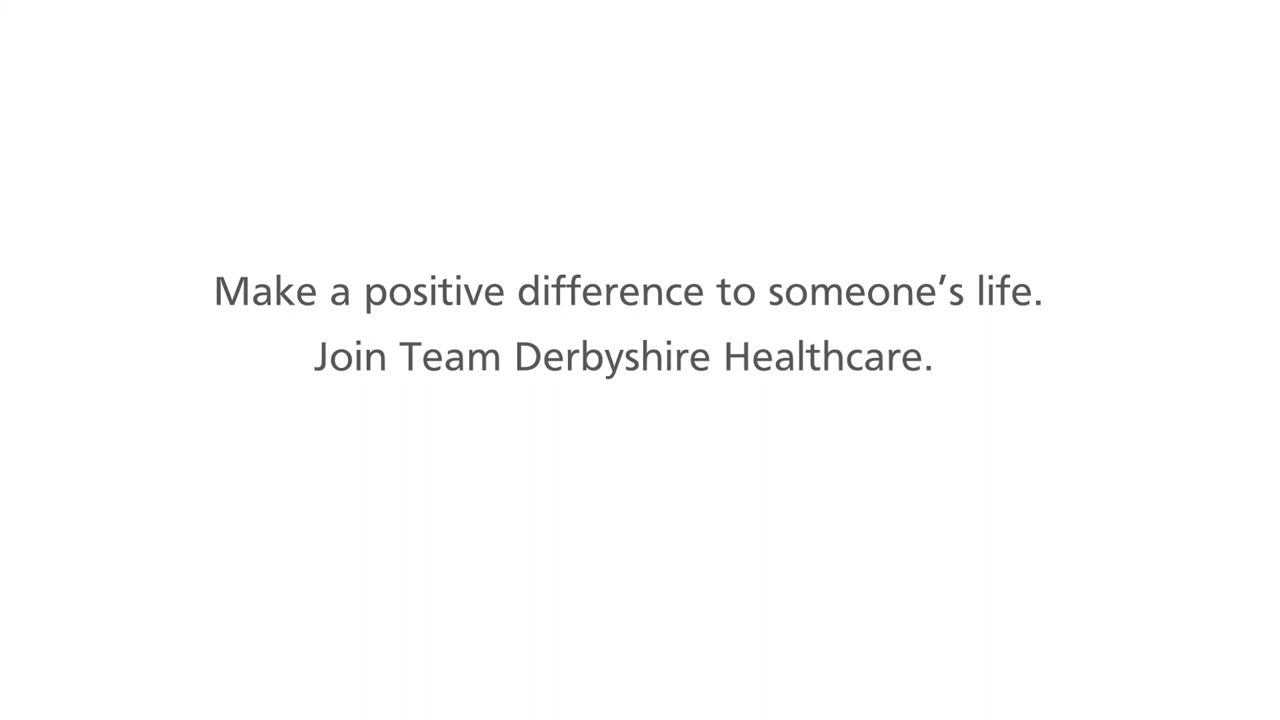 Make a positive difference to someone’s life.
Join Team Derbyshire Healthcare.